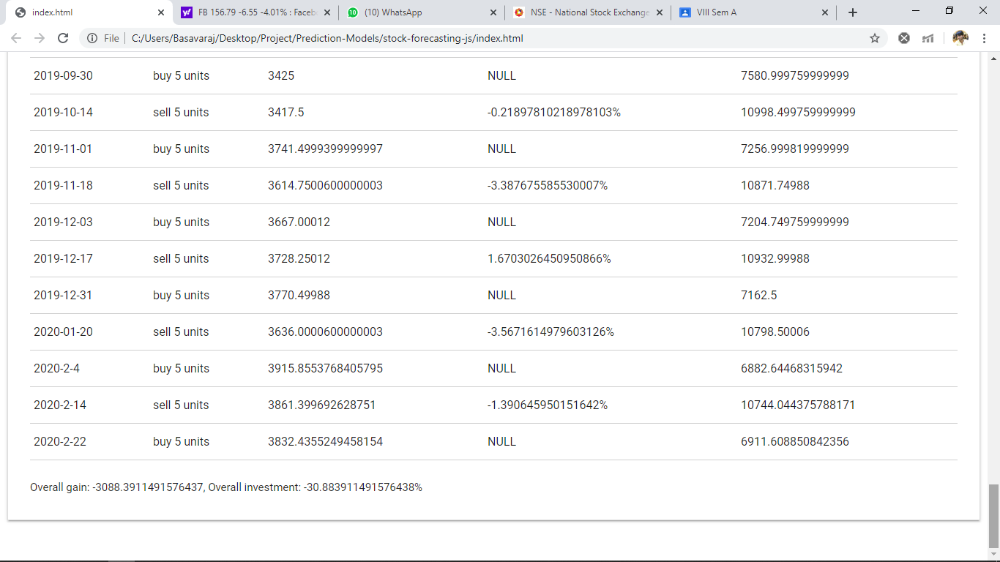 index.html
FB 156.79 -6.55 -4.01% : Faceb
(10) WhatsApp
NSE - National Stock Exchange
VIII Sem A
File C:/Users/Basavaraj/Desktop/Project/Prediction-Models/stock-forecasting-js/index.html
2019-09-30 buy 5 units 3425 NULL 7580.999759999999
2019-10-14 sell 5 units 3417.5 -0.21897810218978103% 10998.499759999999
2019-11-01 buy 5 units 3741.4999399999997 NULL 7256.999819999999
2019-11-18 sell 5 units 3614.7500600000003 -3.387675585530007% 10871.74988
2019-12-03 buy 5 units 3667.00012 NULL 7204.749759999999
2019-12-17 sell 5 units 3728.25012 1.6703026450950866% 10932.99988
2019-12-31 buy 5 units 3770.49988 NULL 7162.5
2020-01-20 sell 5 units 3636.0000600000003 -3.5671614979603126% 10798.50006
2020-2-4 buy 5 units 3915.8553768405795 NULL 6882.64468315942
2020-2-14 sell 5 units 3861.399692628751 -1.390645950151642% 10744.044375788171
2020-2-22 buy 5 units 3832.4355249458154 NULL 6911.608850842356
Overall gain: -3088.3911491576437, Overall investment: -30.883911491576438%